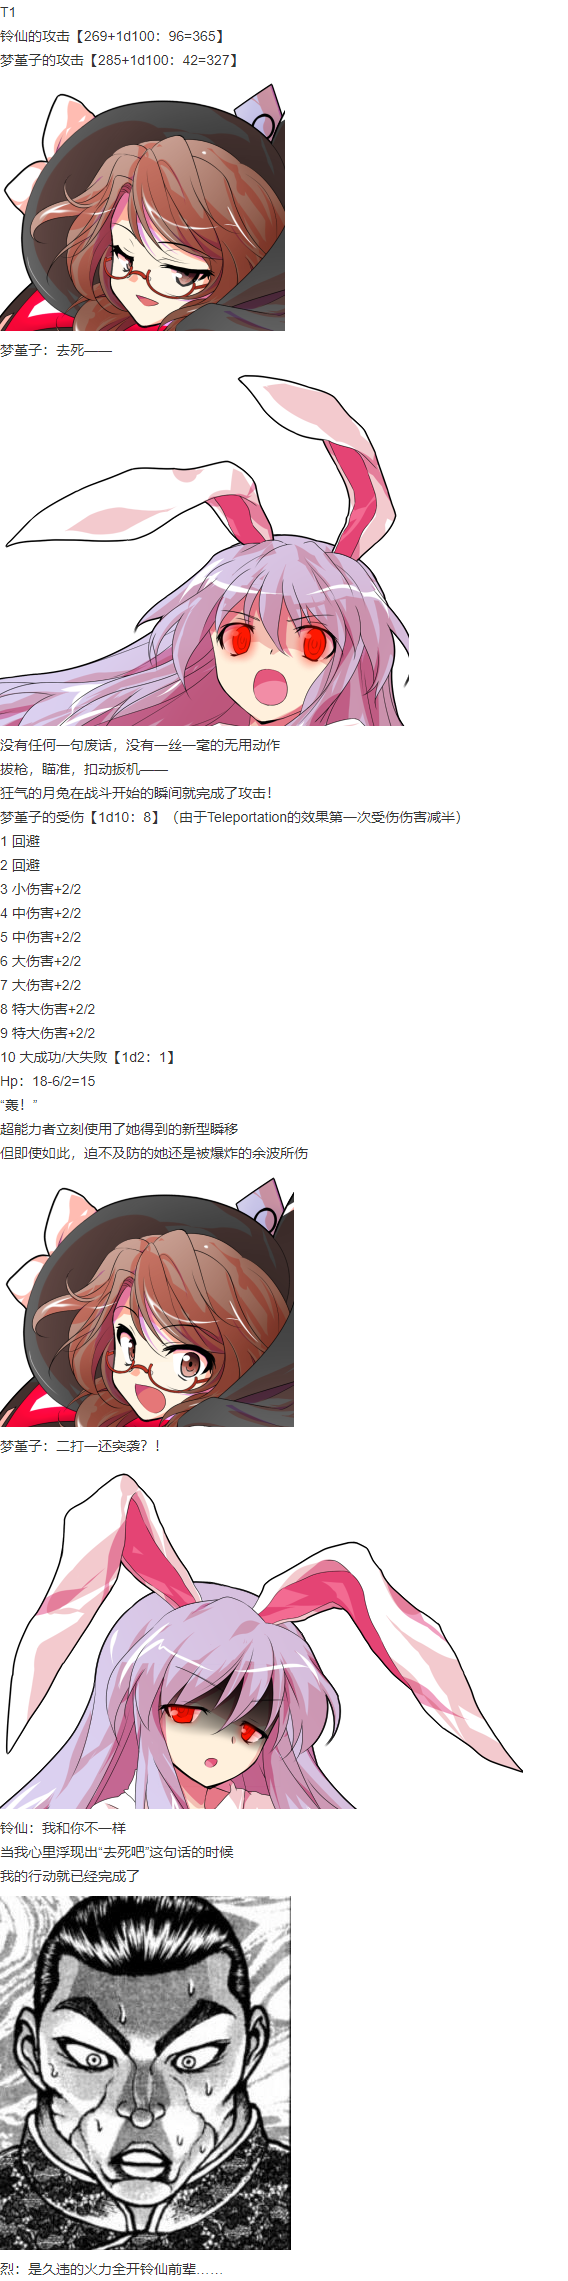 T1
铃仙的攻击【269+1d100：96=365】
梦堇子的攻击【285+1d100：42=327】
梦堇子：去死——
没有任何一句废话，没有一丝一毫的无用动作
拔枪，瞄准，扣动扳机——
狂气的月兔在战斗开始的瞬间就完成了攻击！
梦堇子的受伤【1d10：8】（由于Teleportation的效果第一次受伤伤害减半）
1 回避
2 回避
3 小伤害+2/2
4 中伤害+2/2
5 中伤害+2/2
6 大伤害+2/2
7 大伤害+2/2
8 特大伤害+2/2
9 特大伤害+2/2
10 大成功/大失败【1d2：1】
Hp：18-6/2=15
“轰！”
超能力者立刻使用了她得到的新型瞬移
但即使如此，迫不及防的她还是被爆炸的余波所伤
梦堇子：二打一还突袭？！
铃仙：我和你不一样
当我心里浮现出“去死吧”这句话的时候
我的行动就已经完成了
烈：是久违的火力全开铃仙前辈……